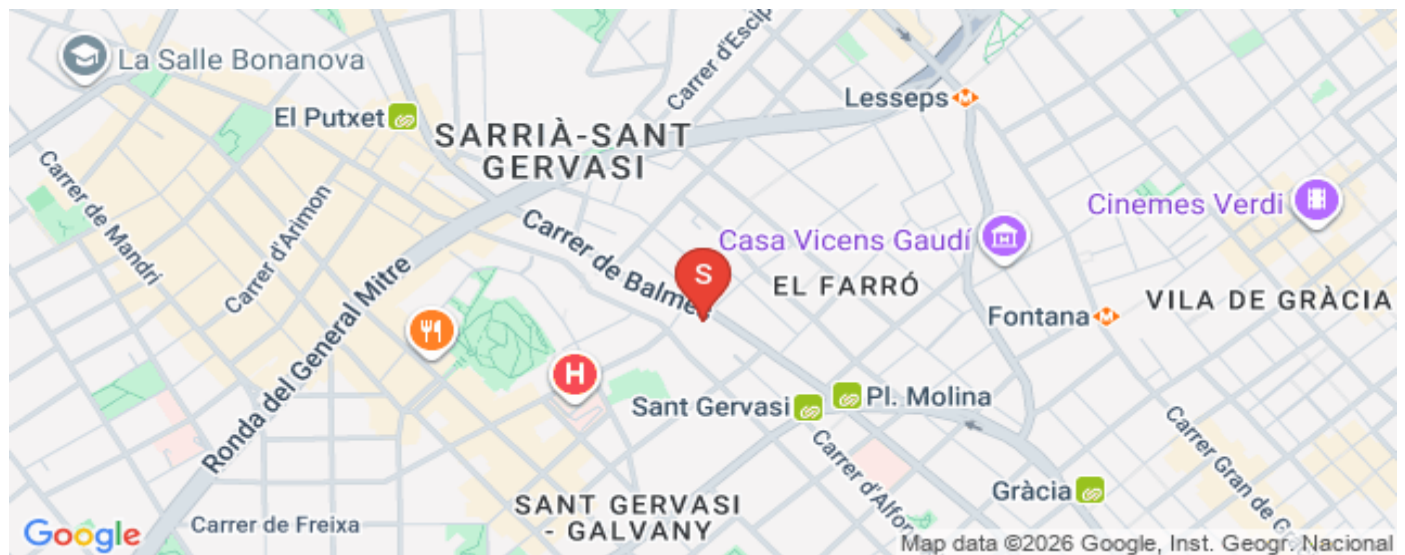 La Salle Bonanova
Carrer d'Escip
Lesseps
El Putxet
SARRIÀ-SANT
GERVASI
Carrer de Mandri
Carrer d'Arimon
Cinemes Verdi
Carrer de Balmes
Casa Vicens Gaudí
S
EL FARRÓ
VILA DE GRÀCIA
Ronda del General Mitre
Fontana
H
Sant Gervasi
Pl. Molina
Carrer d'Alfon
Carrer Gran de G
Gràcia
SANT GERVASI
- GALVANY
Carrer de Freixa
Google
Map data ©2026 Google, Inst. Geogr. Nacional